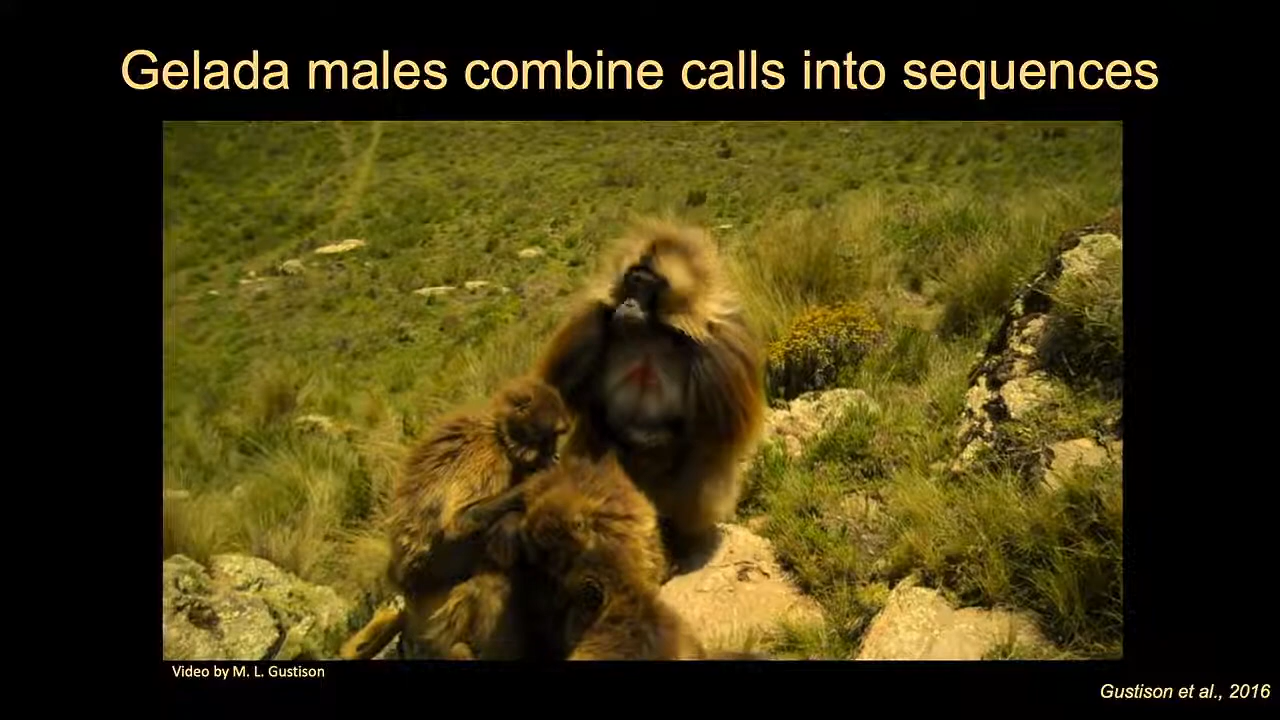 Gelada males combine calls into sequences
Video by M. L. Gustison
Gustison et al., 2016